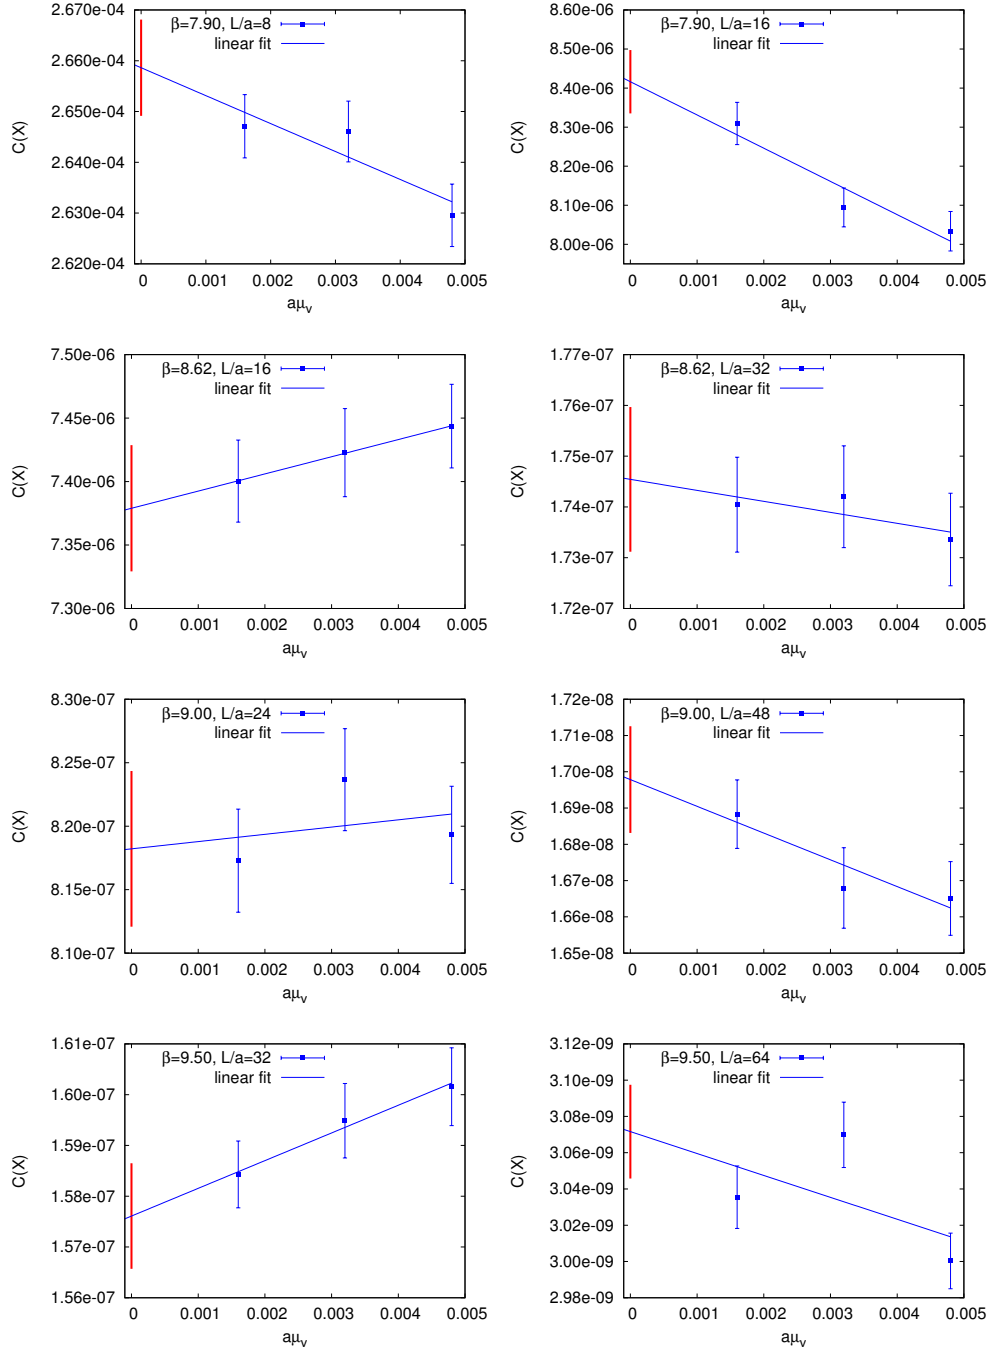 β=7.90, L/a=8
linear fit
2.670e-04
2.660e-04
2.650e-04
2.640e-04
2.630e-04
2.620e-04
C(X)
0 0.001 0.002 0.003 0.004 0.005
aμv
β=7.90, L/a=16
linear fit
8.60e-06
8.50e-06
8.40e-06
8.30e-06
8.20e-06
8.10e-06
8.00e-06
C(X)
0 0.001 0.002 0.003 0.004 0.005
aμv
β=8.62, L/a=16
linear fit
7.50e-06
7.45e-06
7.40e-06
7.35e-06
7.30e-06
C(X)
0 0.001 0.002 0.003 0.004 0.005
aμv
β=8.62, L/a=32
linear fit
1.77e-07
1.76e-07
1.75e-07
1.74e-07
1.73e-07
1.72e-07
C(X)
0 0.001 0.002 0.003 0.004 0.005
aμv
β=9.00, L/a=24
linear fit
8.30e-07
8.25e-07
8.20e-07
8.15e-07
8.10e-07
C(X)
0 0.001 0.002 0.003 0.004 0.005
aμv
β=9.00, L/a=48
linear fit
1.72e-08
1.71e-08
1.70e-08
1.69e-08
1.68e-08
1.67e-08
1.66e-08
1.65e-08
C(X)
0 0.001 0.002 0.003 0.004 0.005
aμv
β=9.50, L/a=32
linear fit
1.61e-07
1.60e-07
1.59e-07
1.58e-07
1.57e-07
1.56e-07
C(X)
0 0.001 0.002 0.003 0.004 0.005
aμv
β=9.50, L/a=64
linear fit
3.12e-09
3.10e-09
3.08e-09
3.06e-09
3.04e-09
3.02e-09
3.00e-09
2.98e-09
C(X)
0 0.001 0.002 0.003 0.004 0.005
aμv